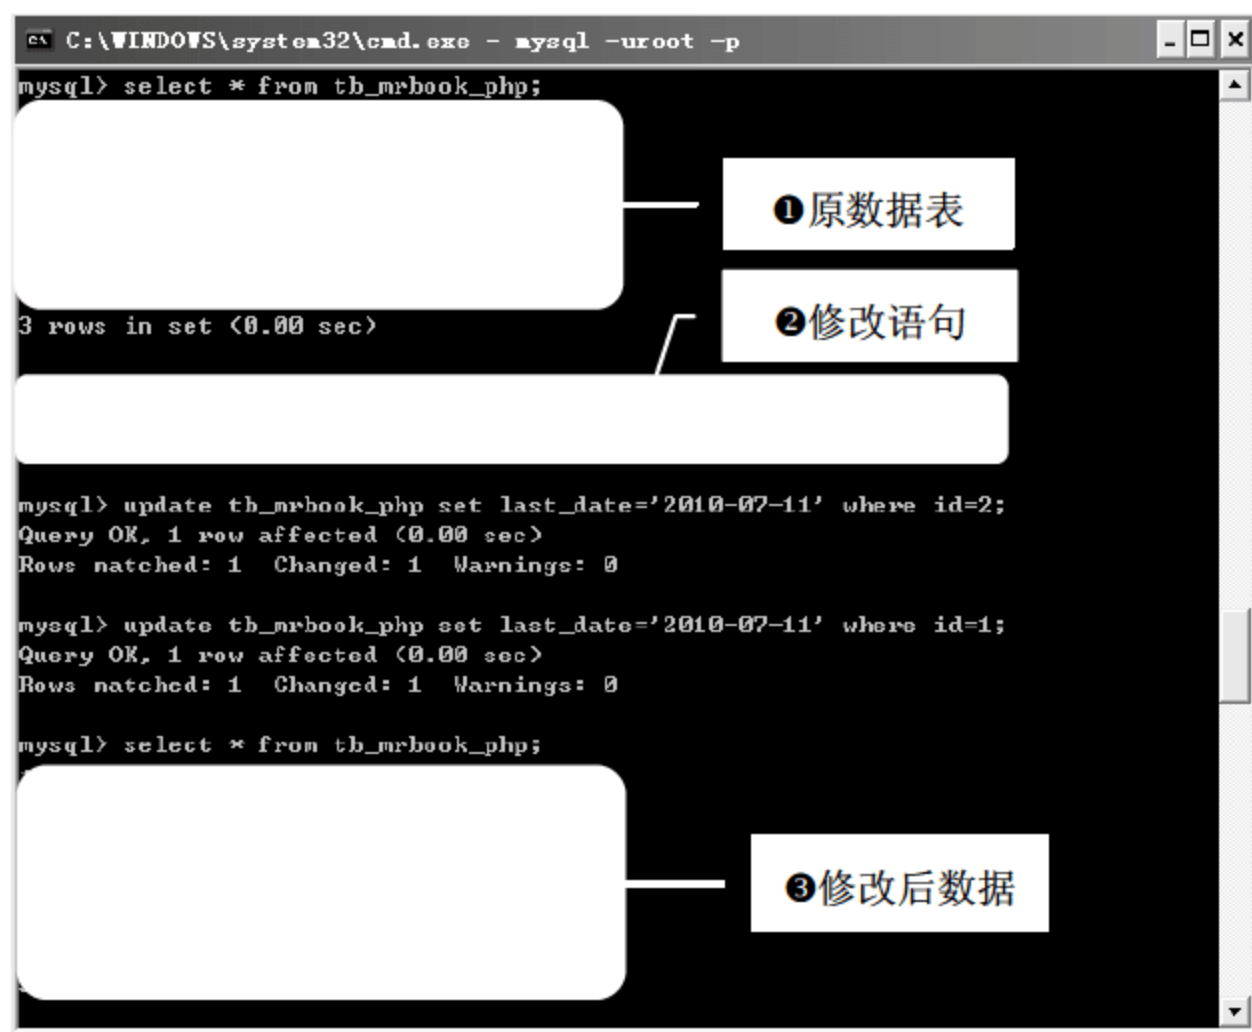 C:\WINDOWS\system32\cmd.exe - mysql -uroot -p
mysql> select * from tb_mrbook_php;
❶原数据表
❷修改语句
3 rows in set (0.00 sec)
mysql> update tb_mrbook_php set last_date='2010-07-11' where id=2;
Query OK, 1 row affected (0.00 sec)
Rows matched: 1  Changed: 1  Warnings: 0
mysql> update tb_mrbook_php set last_date='2010-07-11' where id=1;
Query OK, 1 row affected (0.00 sec)
Rows matched: 1  Changed: 1  Warnings: 0
mysql> select * from tb_mrbook_php;
❸修改后数据